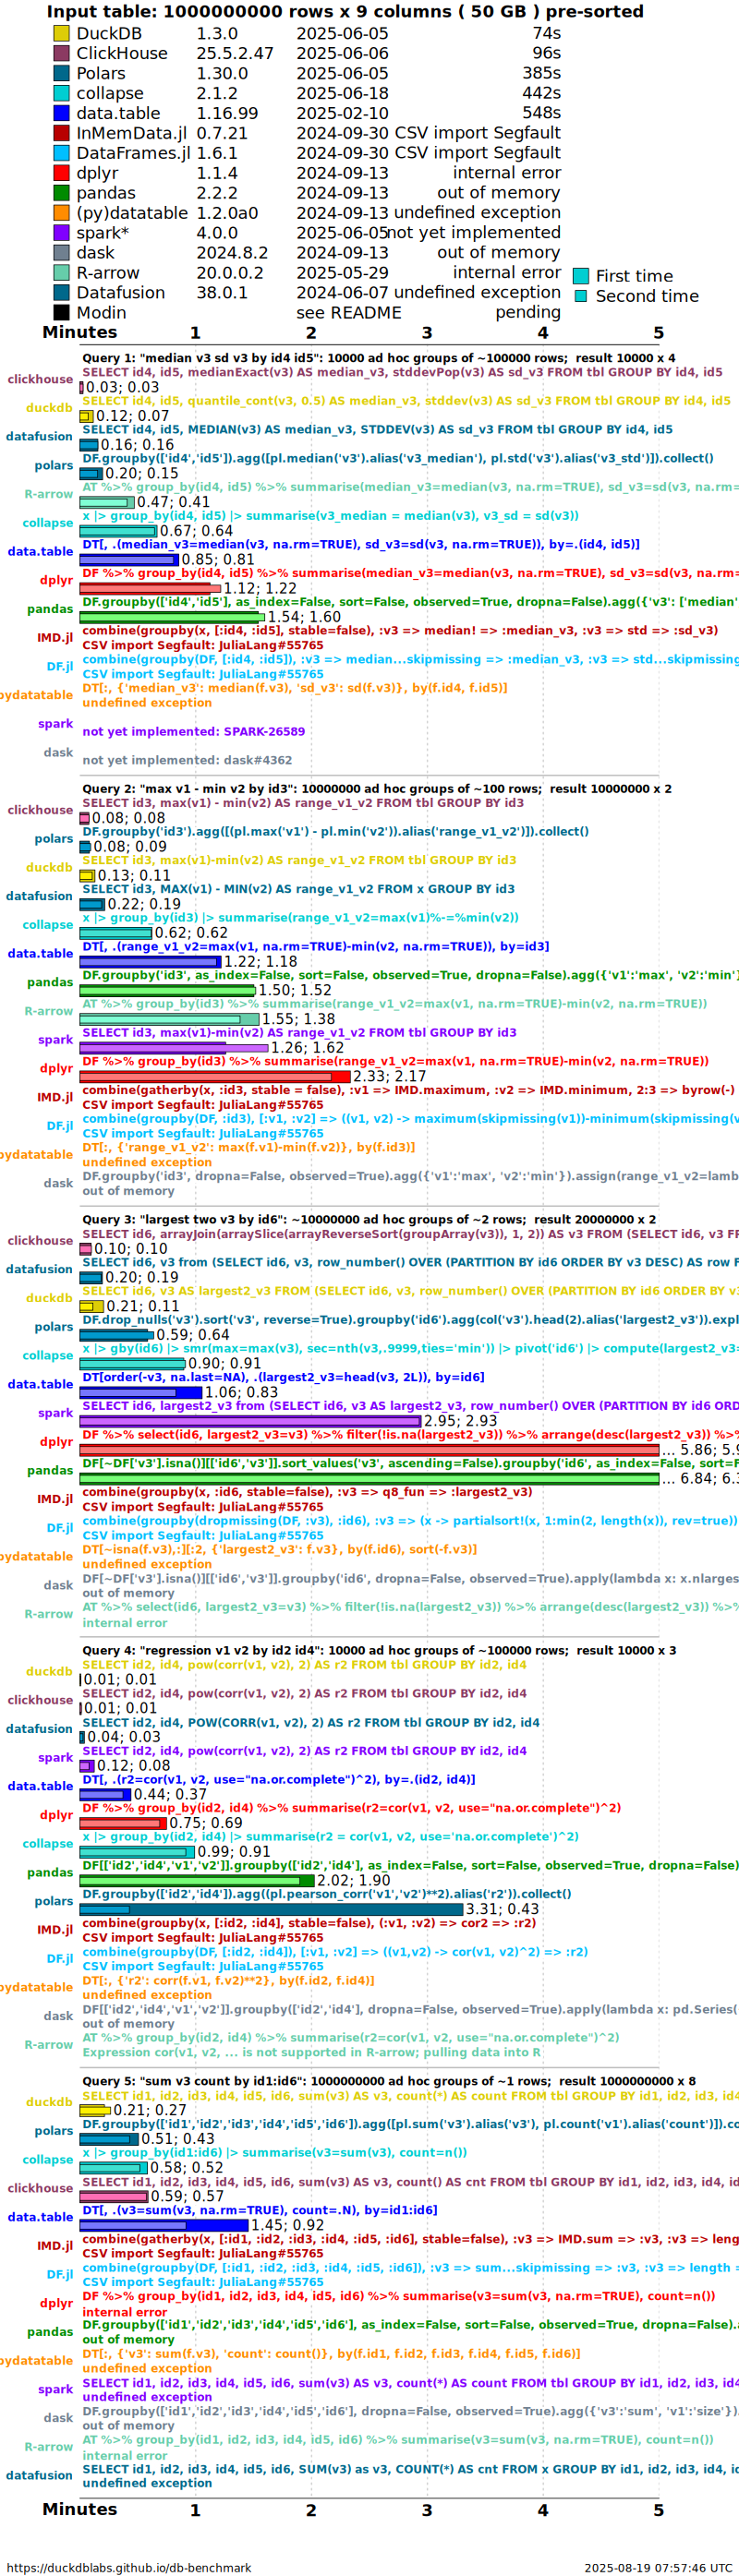 Input table: 1000000000 rows x 9 columns ( 50 GB ) pre-sorted
DuckDB 1.3.0 2025-06-05 74s
ClickHouse 25.5.2.47 2025-06-06 96s
Polars 1.30.0 2025-06-05 385s
collapse 2.1.2 2025-06-18 442s
data.table 1.16.99 2025-02-10 548s
InMemData.jl 0.7.21 2024-09-30 CSV import Segfault
DataFrames.jl 1.6.1 2024-09-30 CSV import Segfault
dplyr 1.1.4 2024-09-13 internal error
pandas 2.2.2 2024-09-13 out of memory
(py)datatable 1.2.0a0 2024-09-13 undefined exception
spark* 4.0.0 2025-06-05 not yet implemented
dask 2024.8.2 2024-09-13 out of memory
R-arrow 20.0.0.2 2025-05-29 internal error
Datafusion 38.0.1 2024-06-07 undefined exception
Modin see README pending
First time
Second time
Minutes 1 2 3 4 5
Query 1: "median v3 sd v3 by id4 id5": 10000 ad hoc groups of ~100000 rows; result 10000 x 4
SELECT id4, id5, medianExact(v3) AS median_v3, stddevPop(v3) AS sd_v3 FROM tbl GROUP BY id4, id5
clickhouse 0.03; 0.03
SELECT id4, id5, quantile_cont(v3, 0.5) AS median_v3, stddev(v3) AS sd_v3 FROM tbl GROUP BY id4, id5
duckdb 0.12; 0.07
SELECT id4, id5, MEDIAN(v3) AS median_v3, STDDEV(v3) AS sd_v3 FROM tbl GROUP BY id4, id5
datafusion 0.16; 0.16
DF.groupby(['id4','id5']).agg([pl.median('v3').alias('v3_median'), pl.std('v3').alias('v3_std')]).collect()
polars 0.20; 0.15
AT %>% group_by(id4, id5) %>% summarise(median_v3=median(v3, na.rm=TRUE), sd_v3=sd(v3, na.rm=
R-arrow 0.47; 0.41
x |> group_by(id4, id5) |> summarise(v3_median = median(v3), v3_sd = sd(v3))
collapse 0.67; 0.64
DT[, .(median_v3=median(v3, na.rm=TRUE), sd_v3=sd(v3, na.rm=TRUE)), by=.(id4, id5)]
data.table 0.85; 0.81
DF %>% group_by(id4, id5) %>% summarise(median_v3=median(v3, na.rm=TRUE), sd_v3=sd(v3, na.rm=
dplyr 1.12; 1.22
DF.groupby(['id4','id5'], as_index=False, sort=False, observed=True, dropna=False).agg({'v3': ['median'
pandas 1.54; 1.60
combine(groupby(x, [:id4, :id5], stable=false), :v3 => median! => :median_v3, :v3 => std => :sd_v3)
IMD.jl CSV import Segfault: JuliaLang#55765
combine(groupby(DF, [:id4, :id5]), :v3 => median...skipmissing => :median_v3, :v3 => std...skipmissing
DF.jl CSV import Segfault: JuliaLang#55765
DT[:, {'median_v3': median(f.v3), 'sd_v3': sd(f.v3)}, by(f.id4, f.id5)]
pydatatable undefined exception
spark not yet implemented: SPARK-26589
dask not yet implemented: dask#4362
Query 2: "max v1 - min v2 by id3": 10000000 ad hoc groups of ~100 rows; result 10000000 x 2
SELECT id3, max(v1) - min(v2) AS range_v1_v2 FROM tbl GROUP BY id3
clickhouse 0.08; 0.08
DF.groupby('id3').agg([(pl.max('v1') - pl.min('v2')).alias('range_v1_v2')]).collect()
polars 0.08; 0.09
SELECT id3, max(v1)-min(v2) AS range_v1_v2 FROM tbl GROUP BY id3
duckdb 0.13; 0.11
SELECT id3, MAX(v1) - MIN(v2) AS range_v1_v2 FROM x GROUP BY id3
datafusion 0.22; 0.19
x |> group_by(id3) |> summarise(range_v1_v2=max(v1)%-=%min(v2))
collapse 0.62; 0.62
DT[, .(range_v1_v2=max(v1, na.rm=TRUE)-min(v2, na.rm=TRUE)), by=id3]
data.table 1.22; 1.18
DF.groupby('id3', as_index=False, sort=False, observed=True, dropna=False).agg({'v1':'max', 'v2':'min'}
pandas 1.50; 1.52
AT %>% group_by(id3) %>% summarise(range_v1_v2=max(v1, na.rm=TRUE)-min(v2, na.rm=TRUE))
R-arrow 1.55; 1.38
SELECT id3, max(v1)-min(v2) AS range_v1_v2 FROM tbl GROUP BY id3
spark 1.26; 1.62
DF %>% group_by(id3) %>% summarise(range_v1_v2=max(v1, na.rm=TRUE)-min(v2, na.rm=TRUE))
dplyr 2.33; 2.17
combine(gatherby(x, :id3, stable = false), :v1 => IMD.maximum, :v2 => IMD.minimum, 2:3 => byrow(-)
IMD.jl CSV import Segfault: JuliaLang#55765
combine(groupby(DF, :id3), [:v1, :v2] => ((v1, v2) -> maximum(skipmissing(v1))-minimum(skipmissing(v
DF.jl CSV import Segfault: JuliaLang#55765
DT[:, {'range_v1_v2': max(f.v1)-min(f.v2)}, by(f.id3)]
pydatatable undefined exception
DF.groupby('id3', dropna=False, observed=True).agg({'v1':'max', 'v2':'min'}).assign(range_v1_v2=lamb
dask out of memory
Query 3: "largest two v3 by id6": ~10000000 ad hoc groups of ~2 rows; result 20000000 x 2
SELECT id6, arrayJoin(arraySlice(arrayReverseSort(groupArray(v3)), 1, 2)) AS v3 FROM (SELECT id6, v3 FR
clickhouse 0.10; 0.10
SELECT id6, v3 from (SELECT id6, v3, row_number() OVER (PARTITION BY id6 ORDER BY v3 DESC) AS row F
datafusion 0.20; 0.19
SELECT id6, v3 AS largest2_v3 FROM (SELECT id6, v3, row_number() OVER (PARTITION BY id6 ORDER BY v3
duckdb 0.21; 0.11
DF.drop_nulls('v3').sort('v3', reverse=True).groupby('id6').agg(col('v3').head(2).alias('largest2_v3')).expl
polars 0.59; 0.64
x |> gby(id6) |> smr(max=max(v3), sec=nth(v3,.9999,ties='min')) |> pivot('id6') |> compute(largest2_v3=
collapse 0.90; 0.91
DT[order(-v3, na.last=NA), .(largest2_v3=head(v3, 2L)), by=id6]
data.table 1.06; 0.83
SELECT id6, largest2_v3 from (SELECT id6, v3 AS largest2_v3, row_number() OVER (PARTITION BY id6 ORD
spark 2.95; 2.93
DF %>% select(id6, largest2_v3=v3) %>% filter(!is.na(largest2_v3)) %>% arrange(desc(largest2_v3)) %>%
dplyr ... 5.86; 5.9
DF[~DF['v3'].isna()][['id6','v3']].sort_values('v3', ascending=False).groupby('id6', as_index=False, sort=F
pandas ... 6.84; 6.3
combine(groupby(x, :id6, stable=false), :v3 => q8_fun => :largest2_v3)
IMD.jl CSV import Segfault: JuliaLang#55765
combine(groupby(dropmissing(DF, :v3), :id6), :v3 => (x -> partialsort!(x, 1:min(2, length(x)), rev=true))
DF.jl CSV import Segfault: JuliaLang#55765
DT[~isna(f.v3),:][:2, {'largest2_v3': f.v3}, by(f.id6), sort(-f.v3)]
pydatatable undefined exception
DF[~DF['v3'].isna()][['id6','v3']].groupby('id6', dropna=False, observed=True).apply(lambda x: x.nlarges
dask out of memory
AT %>% select(id6, largest2_v3=v3) %>% filter(!is.na(largest2_v3)) %>% arrange(desc(largest2_v3)) %>%
R-arrow internal error
Query 4: "regression v1 v2 by id2 id4": 10000 ad hoc groups of ~100000 rows; result 10000 x 3
SELECT id2, id4, pow(corr(v1, v2), 2) AS r2 FROM tbl GROUP BY id2, id4
duckdb 0.01; 0.01
SELECT id2, id4, pow(corr(v1, v2), 2) AS r2 FROM tbl GROUP BY id2, id4
clickhouse 0.01; 0.01
SELECT id2, id4, POW(CORR(v1, v2), 2) AS r2 FROM tbl GROUP BY id2, id4
datafusion 0.04; 0.03
SELECT id2, id4, pow(corr(v1, v2), 2) AS r2 FROM tbl GROUP BY id2, id4
spark 0.12; 0.08
DT[, .(r2=cor(v1, v2, use="na.or.complete")^2), by=.(id2, id4)]
data.table 0.44; 0.37
DF %>% group_by(id2, id4) %>% summarise(r2=cor(v1, v2, use="na.or.complete")^2)
dplyr 0.75; 0.69
x |> group_by(id2, id4) |> summarise(r2 = cor(v1, v2, use='na.or.complete')^2)
collapse 0.99; 0.91
DF[['id2','id4','v1','v2']].groupby(['id2','id4'], as_index=False, sort=False, observed=True, dropna=False)
pandas 2.02; 1.90
DF.groupby(['id2','id4']).agg((pl.pearson_corr('v1','v2')**2).alias('r2')).collect()
polars 3.31; 0.43
combine(groupby(x, [:id2, :id4], stable=false), (:v1, :v2) => cor2 => :r2)
IMD.jl CSV import Segfault: JuliaLang#55765
combine(groupby(DF, [:id2, :id4]), [:v1, :v2] => ((v1,v2) -> cor(v1, v2)^2) => :r2)
DF.jl CSV import Segfault: JuliaLang#55765
DT[:, {'r2': corr(f.v1, f.v2)**2}, by(f.id2, f.id4)]
pydatatable undefined exception
DF[['id2','id4','v1','v2']].groupby(['id2','id4'], dropna=False, observed=True).apply(lambda x: pd.Series(
dask out of memory
AT %>% group_by(id2, id4) %>% summarise(r2=cor(v1, v2, use="na.or.complete")^2)
R-arrow Expression cor(v1, v2, ... is not supported in R-arrow; pulling data into R
Query 5: "sum v3 count by id1:id6": 1000000000 ad hoc groups of ~1 rows; result 1000000000 x 8
SELECT id1, id2, id3, id4, id5, id6, sum(v3) AS v3, count(*) AS count FROM tbl GROUP BY id1, id2, id3, id4
duckdb 0.21; 0.27
DF.groupby(['id1','id2','id3','id4','id5','id6']).agg([pl.sum('v3').alias('v3'), pl.count('v1').alias('count')]).co
polars 0.51; 0.43
x |> group_by(id1:id6) |> summarise(v3=sum(v3), count=n())
collapse 0.58; 0.52
SELECT id1, id2, id3, id4, id5, id6, sum(v3) AS v3, count() AS cnt FROM tbl GROUP BY id1, id2, id3, id4, id
clickhouse 0.59; 0.57
DT[, .(v3=sum(v3, na.rm=TRUE), count=.N), by=id1:id6]
data.table 1.45; 0.92
combine(gatherby(x, [:id1, :id2, :id3, :id4, :id5, :id6], stable=false), :v3 => IMD.sum => :v3, :v3 => leng
IMD.jl CSV import Segfault: JuliaLang#55765
combine(groupby(DF, [:id1, :id2, :id3, :id4, :id5, :id6]), :v3 => sum...skipmissing => :v3, :v3 => length =
DF.jl CSV import Segfault: JuliaLang#55765
DF %>% group_by(id1, id2, id3, id4, id5, id6) %>% summarise(v3=sum(v3, na.rm=TRUE), count=n())
dplyr internal error
DF.groupby(['id1','id2','id3','id4','id5','id6'], as_index=False, sort=False, observed=True, dropna=False).
pandas out of memory
DT[:, {'v3': sum(f.v3), 'count': count()}, by(f.id1, f.id2, f.id3, f.id4, f.id5, f.id6)]
pydatatable undefined exception
SELECT id1, id2, id3, id4, id5, id6, sum(v3) AS v3, count(*) AS count FROM tbl GROUP BY id1, id2, id3, id4
spark undefined exception
DF.groupby(['id1','id2','id3','id4','id5','id6'], dropna=False, observed=True).agg({'v3':'sum', 'v1':'size'})
dask out of memory
AT %>% group_by(id1, id2, id3, id4, id5, id6) %>% summarise(v3=sum(v3, na.rm=TRUE), count=n())
R-arrow internal error
SELECT id1, id2, id3, id4, id5, id6, SUM(v3) as v3, COUNT(*) AS cnt FROM x GROUP BY id1, id2, id3, id4, id
datafusion undefined exception
Minutes 1 2 3 4 5
https://duckdblabs.github.io/db-benchmark 2025-08-19 07:57:46 UTC